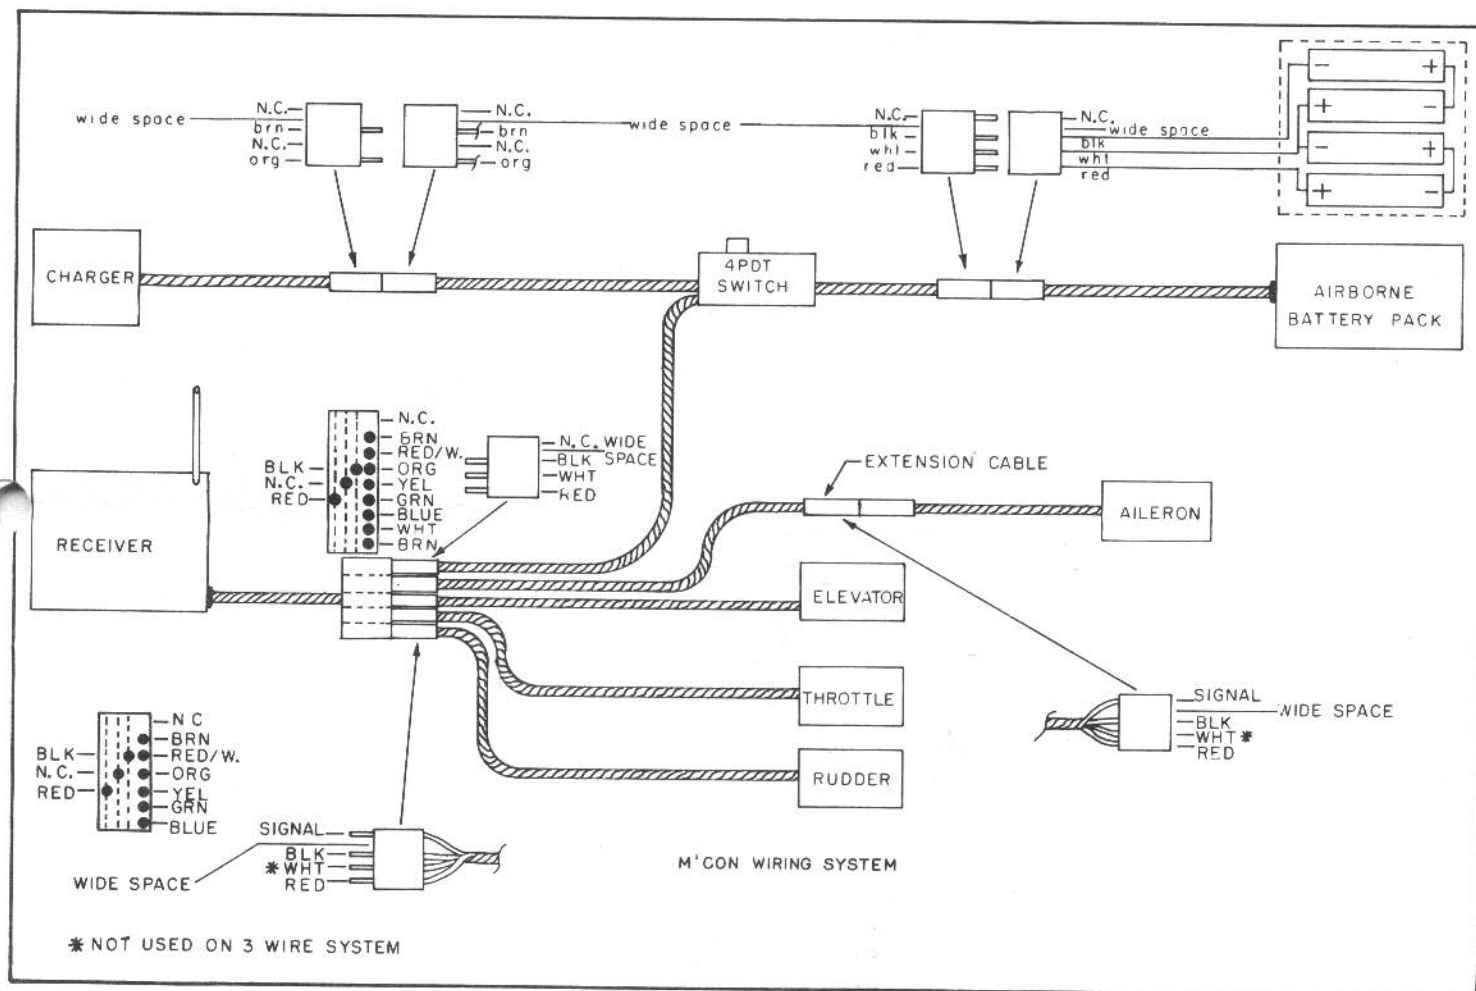 N.C.
wide space
brn
N.C.
org
N.C.
brn
wide space
N.C.
org
N.C.
blk
wht
red
N.C.
wide space
blk
wht
red
- +
+ -
- +
+ -
CHARGER
4PDT
SWITCH
AIRBORNE
BATTERY PACK
N.C.
BRN
RED/W.
BLK
ORG
N.C.
YEL
RED
GRN
BLUE
WHT
BRN
N.C. WIDE
BLK SPACE
WHT
RED
EXTENSION CABLE
RECEIVER
AILERON
ELEVATOR
THROTTLE
RUDDER
SIGNAL
WIDE SPACE
BLK
WHT*
RED
N C
BRN
BLK
RED/W.
N.C.
ORG
RED
YEL
GRN
BLUE
SIGNAL
BLK
*WHT
WIDE SPACE
RED
M'CON WIRING SYSTEM
* NOT USED ON 3 WIRE SYSTEM